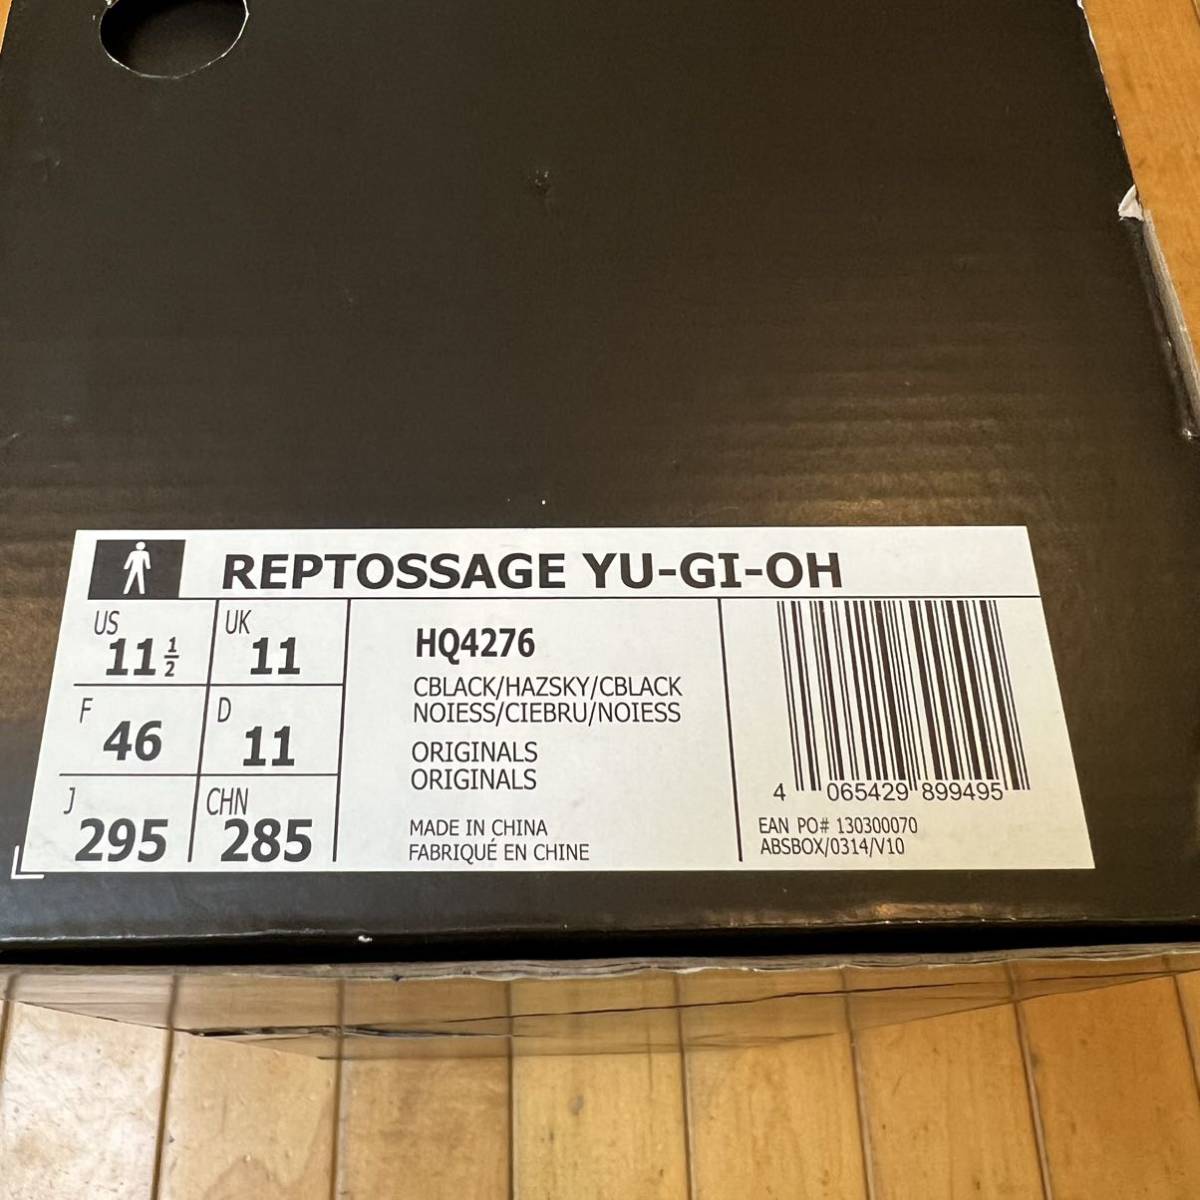 REPTOSSAGE YU-GI-OH
US 11 1/2
UK 11
F 46
D 11
J 295
CHN 285
HQ4276
CBLACK/HAZSKY/CBLACK
NOIESS/CIEBRU/NOIESS
ORIGINALS
ORIGINALS
MADE IN CHINA
FABRIQUÉ EN CHINE
4 065429 899495
EAN PO# 130300070
ABSBOX/0314/V10